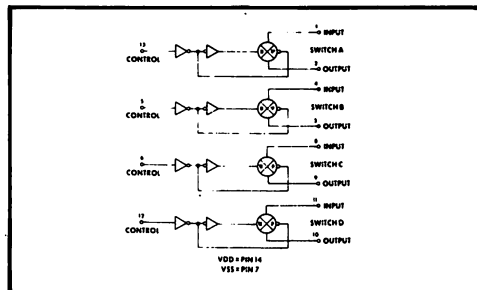 1 INPUT
13
CONTROL
SWITCH A
2 OUTPUT
4 INPUT
5
CONTROL
SWITCH B
3 OUTPUT
8 INPUT
6
CONTROL
SWITCH C
9 OUTPUT
11 INPUT
12
CONTROL
SWITCH D
10 OUTPUT
VDD = PIN 14
VSS = PIN 7